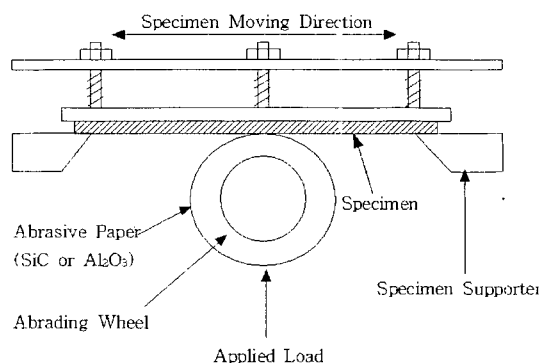 Specimen Moving Direction
Specimen
Abrasive Paper
(SiC or Al₂O₃)
Specimen Supporter
Abrading Wheel
Applied Load